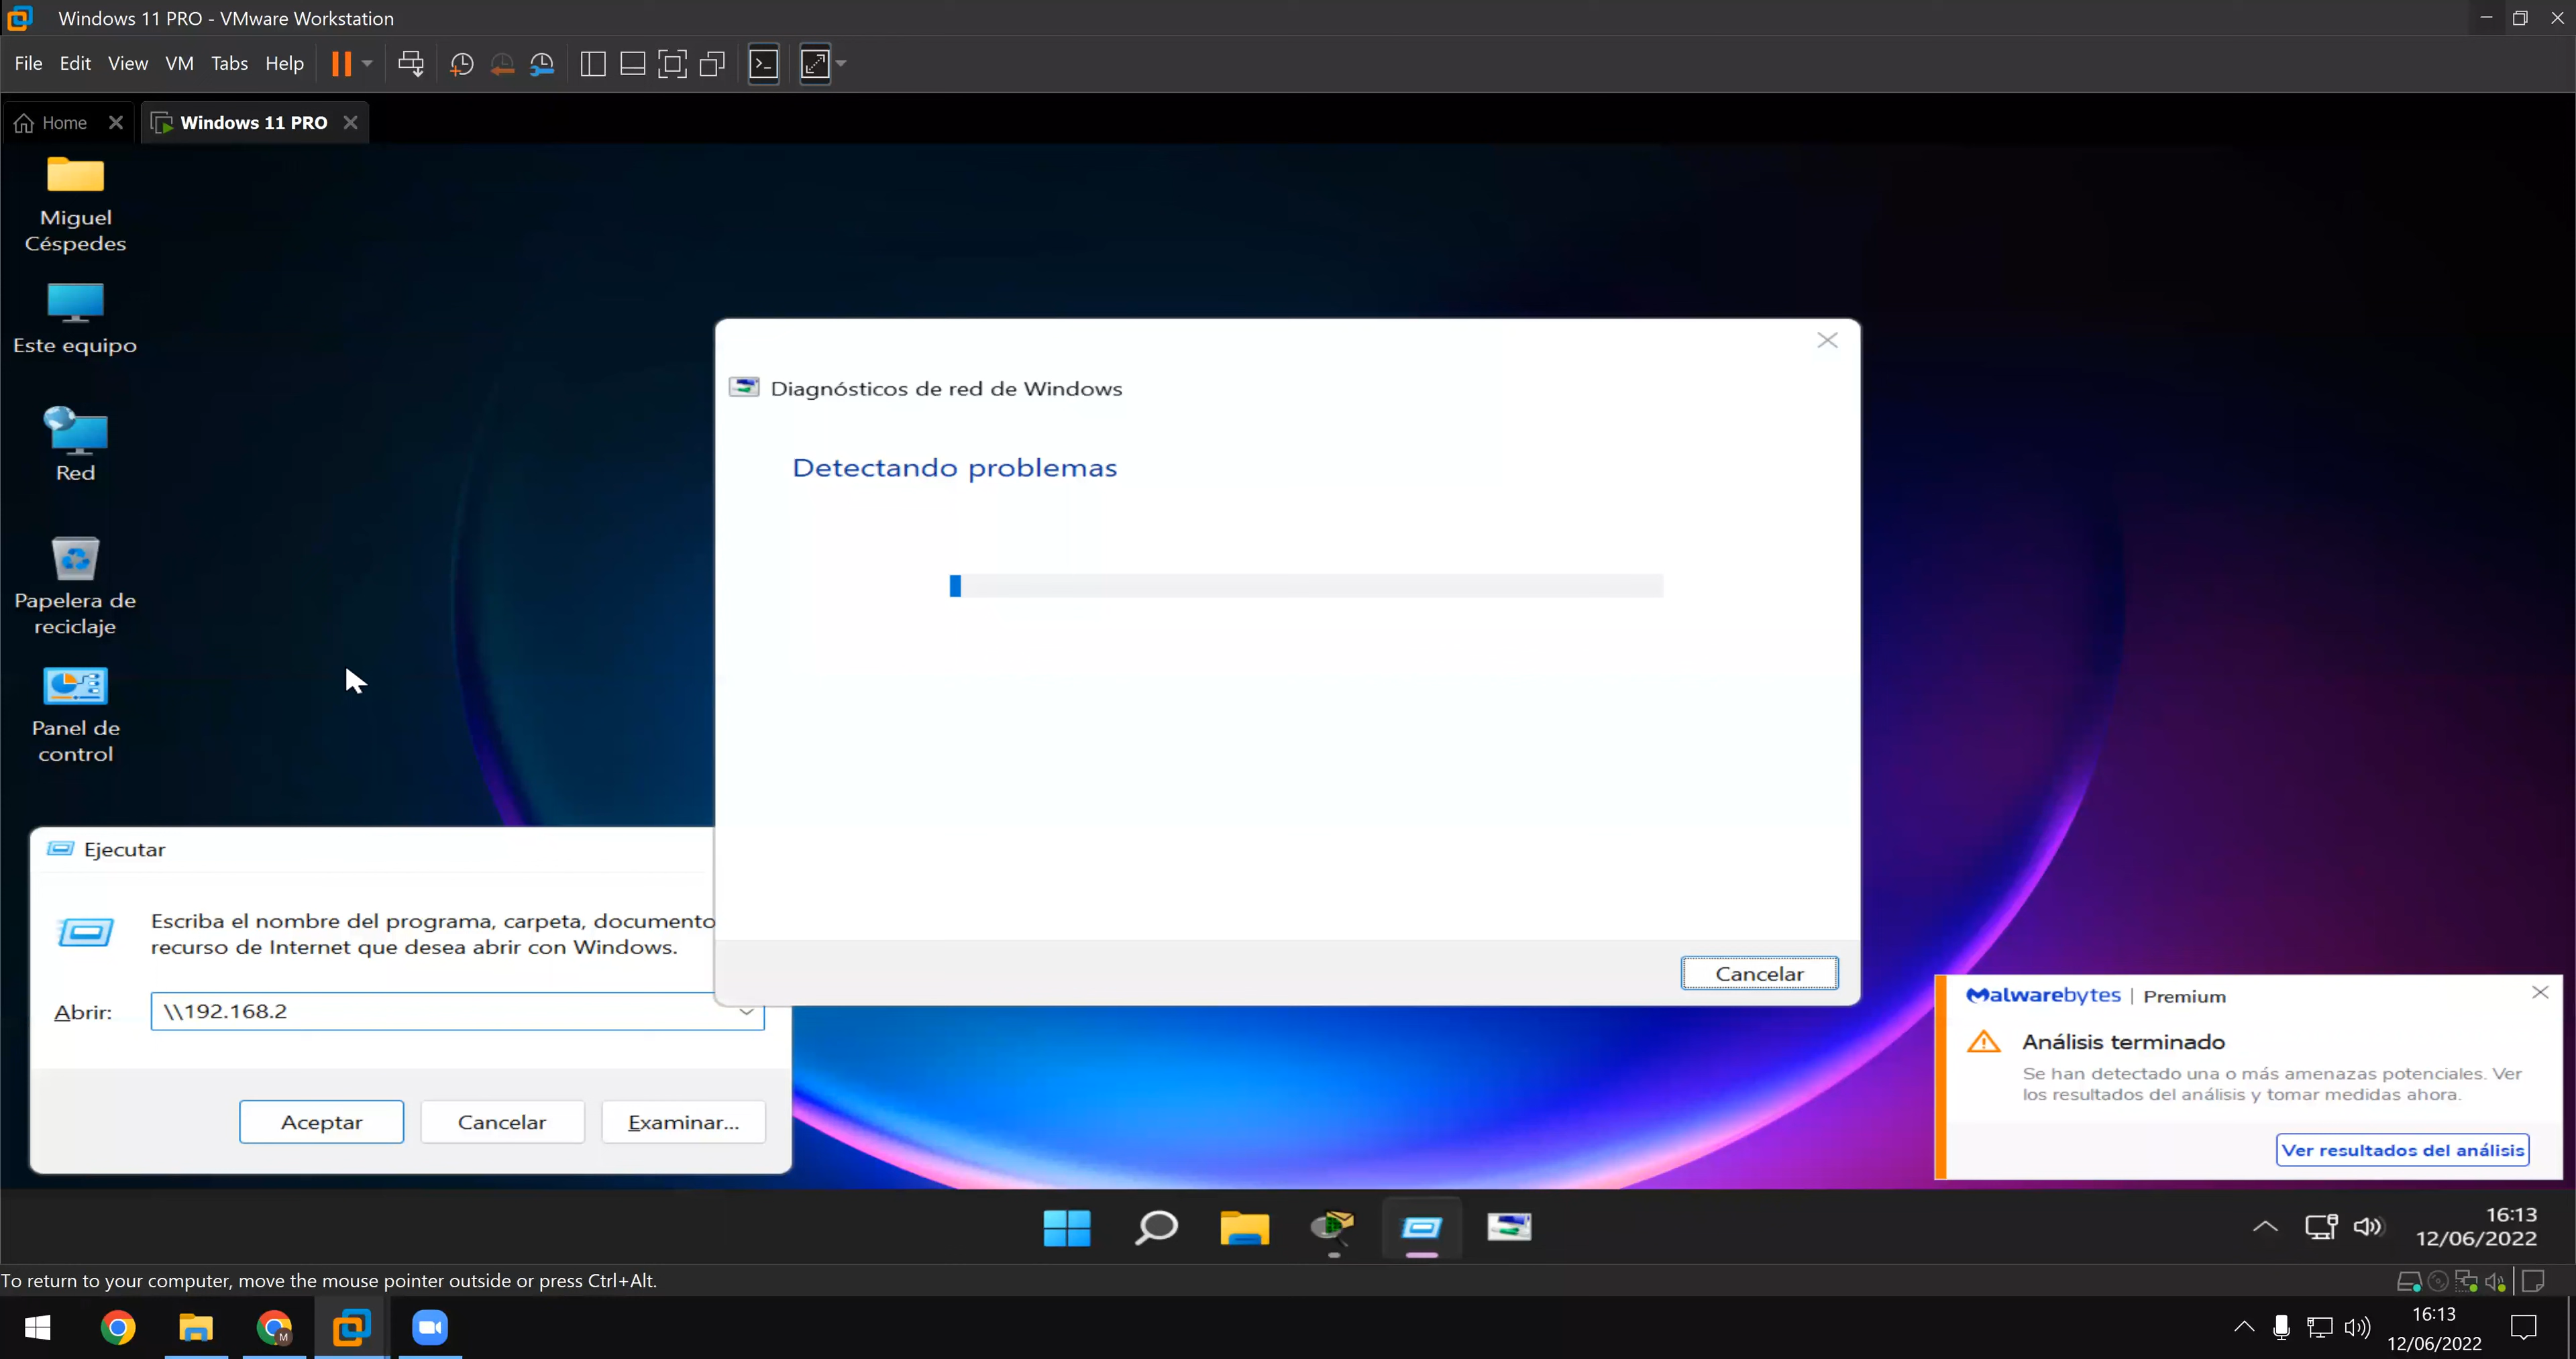 Windows 11 PRO - VMware Workstation
File Edit View VM Tabs Help
Home
Windows 11 PRO
Miguel
Céspedes
Este equipo
Red
Papelera de
reciclaje
Panel de
control
Diagnósticos de red de Windows
Detectando problemas
Cancelar
Ejecutar
Escriba el nombre del programa, carpeta, documento
recurso de Internet que desea abrir con Windows.
Abrir: \\192.168.2
Aceptar Cancelar Examinar...
Malwarebytes | Premium
Análisis terminado
Se han detectado una o más amenazas potenciales. Ver
los resultados del análisis y tomar medidas ahora.
Ver resultados del análisis
16:13
12/06/2022
To return to your computer, move the mouse pointer outside or press Ctrl+Alt.
M
16:13
12/06/2022